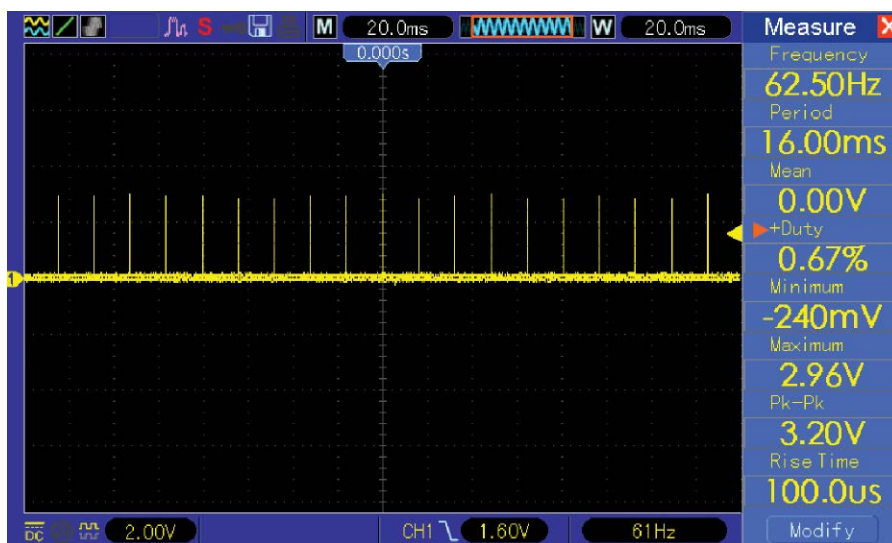 S M 20.0ms W 20.0ms Measure
0.000s
Frequency
62.50Hz
Period
16.00ms
Mean
0.00V
+Duty
0.67%
Minimum
-240mV
Maximum
2.96V
Pk-Pk
3.20V
Rise Time
100.0us
1
DC 2.00V CH1 1.60V 61Hz Modify